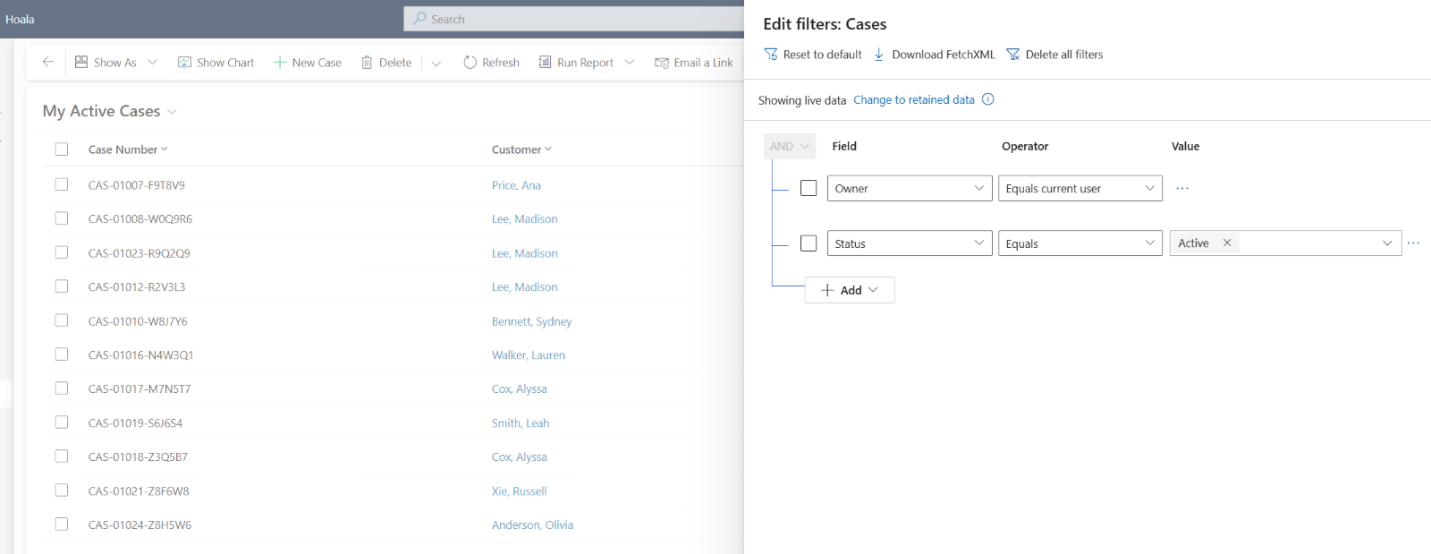 Hoala
Search
Show As
Show Chart
New Case
Delete
Refresh
Run Report
Email a Link
My Active Cases
Case Number Customer
CAS-01007-F9T8V9 Price, Ana
CAS-01008-W0Q9R6 Lee, Madison
CAS-01023-R9Q2Q9 Lee, Madison
CAS-01012-R2V3L3 Lee, Madison
CAS-01010-W8J7Y6 Bennett, Sydney
CAS-01016-N4W3Q1 Walker, Lauren
CAS-01017-M7N5T7 Cox, Alyssa
CAS-01019-S6J6S4 Smith, Leah
CAS-01018-Z3Q5B7 Cox, Alyssa
CAS-01021-Z8F6W8 Xie, Russell
CAS-01024-Z8H5W6 Anderson, Olivia
Edit filters: Cases
Reset to default Download FetchXML Delete all filters
Showing live data Change to retained data
AND Field Operator Value
Owner Equals current user
Status Equals Active
Add